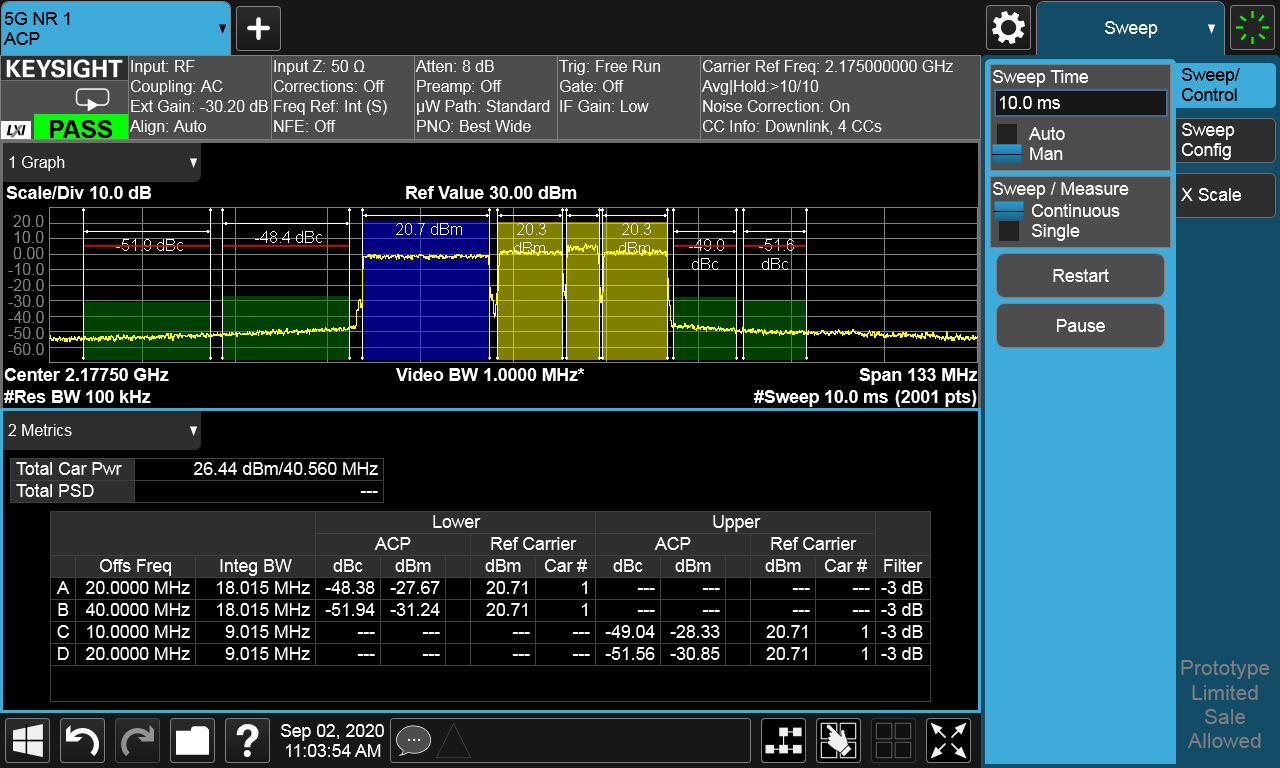 5G NR 1
ACP
Sweep
KEYSIGHT
LXI
PASS
Input: RF
Coupling: AC
Ext Gain: -30.20 dB
Align: Auto
Input Z: 50 Ω
Corrections: Off
Freq Ref: Int (S)
NFE: Off
Atten: 8 dB
Preamp: Off
µW Path: Standard
PNO: Best Wide
Trig: Free Run
Gate: Off
IF Gain: Low
Carrier Ref Freq: 2.175000000 GHz
Avg|Hold:>10/10
Noise Correction: On
CC Info: Downlink, 4 CCs
1 Graph
Scale/Div 10.0 dB
Ref Value 30.00 dBm
20.0
10.0
0.00
-10.0
-20.0
-30.0
-40.0
-50.0
-60.0
-51.9 dBc
-48.4 dBc
20.7 dBm
20.3
dBm
20.3
dBm
-49.0
dBc
-51.6
dBc
Center 2.17750 GHz
Video BW 1.0000 MHz*
Span 133 MHz
#Res BW 100 kHz
#Sweep 10.0 ms (2001 pts)
2 Metrics
Total Car Pwr 26.44 dBm/40.560 MHz
Total PSD ---
Lower Upper
ACP Ref Carrier ACP Ref Carrier
Offs Freq Integ BW dBc dBm dBm Car # dBc dBm dBm Car # Filter
A 20.0000 MHz 18.015 MHz -48.38 -27.67 20.71 1 --- --- --- --- -3 dB
B 40.0000 MHz 18.015 MHz -51.94 -31.24 20.71 1 --- --- --- --- -3 dB
C 10.0000 MHz 9.015 MHz --- --- --- --- -49.04 -28.33 20.71 1 -3 dB
D 20.0000 MHz 9.015 MHz --- --- --- --- -51.56 -30.85 20.71 1 -3 dB
Sweep Time
10.0 ms
Auto
Man
Sweep / Measure
Continuous
Single
Restart
Pause
Sweep/
Control
Sweep
Config
X Scale
Prototype
Limited
Sale
Allowed
?
Sep 02, 2020
11:03:54 AM